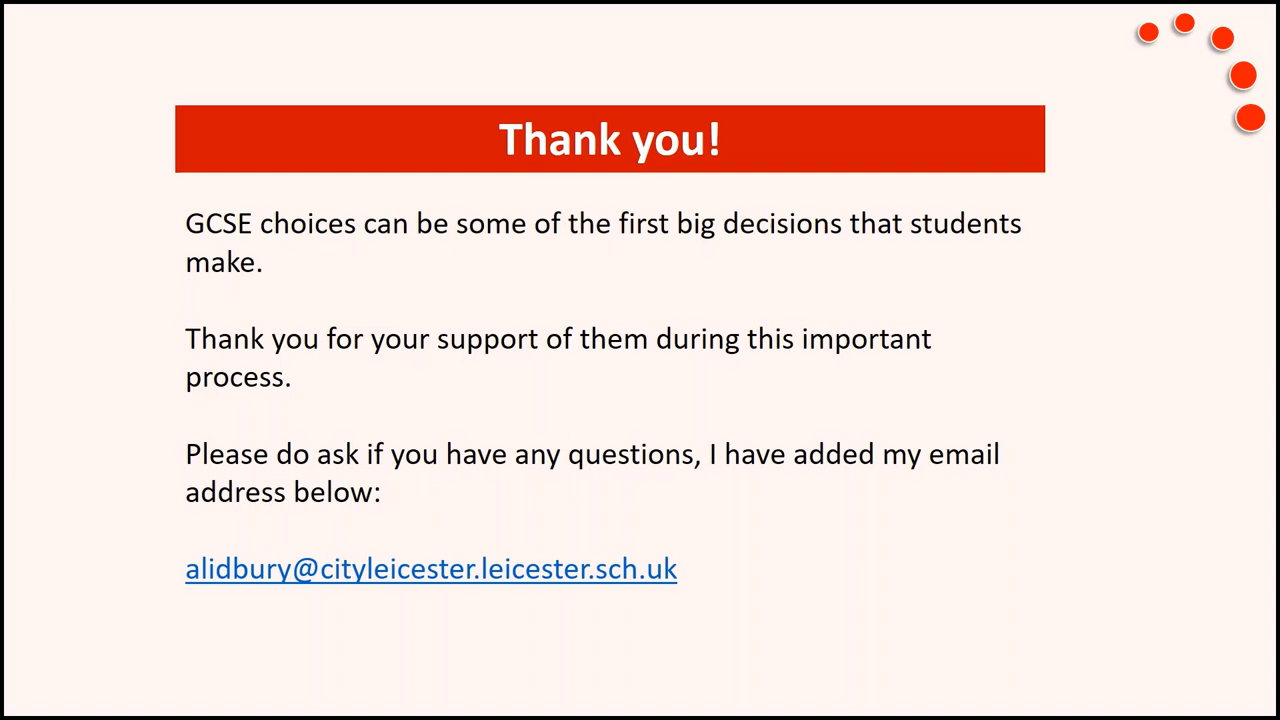 Thank you!
GCSE choices can be some of the first big decisions that students
make.
Thank you for your support of them during this important
process.
Please do ask if you have any questions, I have added my email
address below:
alidbury@cityleicester.leicester.sch.uk